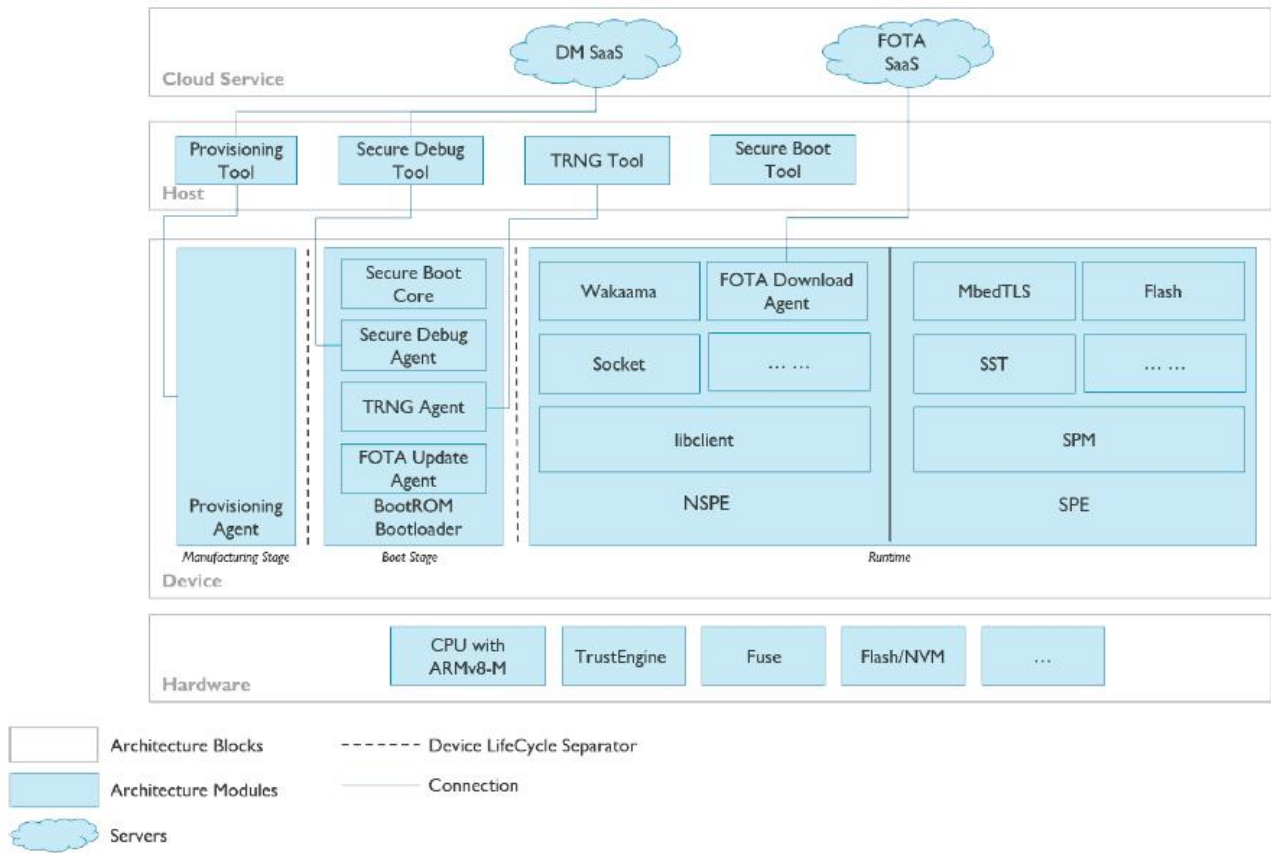 DM SaaS
FOTA
SaaS
Cloud Service
Provisioning
Tool
Secure Debug
Tool
TRNG Tool
Secure Boot
Tool
Host
Secure Boot
Core
Secure Debug
Agent
TRNG Agent
FOTA Update
Agent
Provisioning
Agent
BootROM
Bootloader
Wakaama
FOTA Download
Agent
Socket
... ...
libclient
NSPE
MbedTLS
Flash
SST
... ...
SPM
SPE
Manufacturing Stage
Boot Stage
Runtime
Device
CPU with
ARMv8-M
TrustEngine
Fuse
Flash/NVM
...
Hardware
Architecture Blocks
Device LifeCycle Separator
Architecture Modules
Connection
Servers